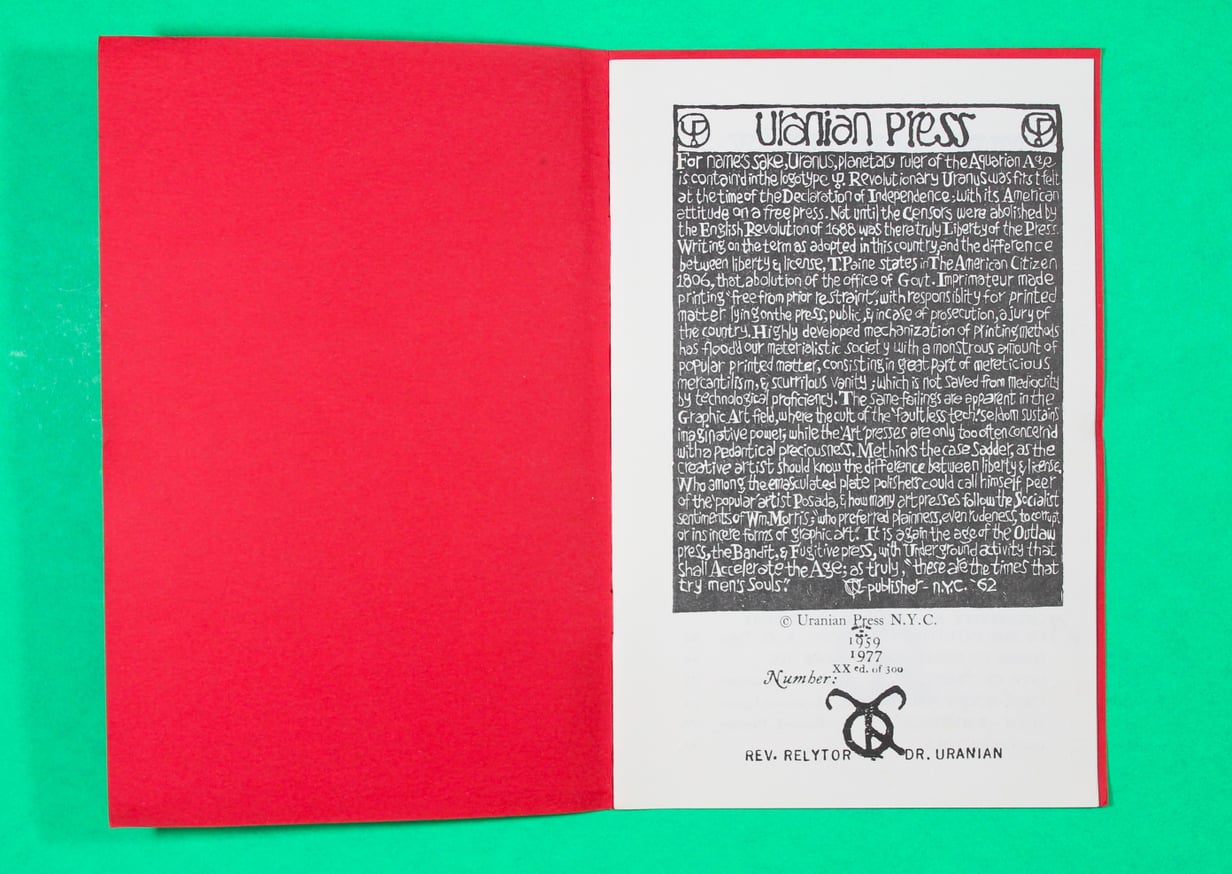 Uranian Press
For name's sake, Uranus, planetary ruler of the Aquarian Age
is contain'd in the logotype . Revolutionary Uranus was first felt
at the time of the Declaration of Independence: with its American
attitude on a free press. Not until the Censors were abolished by
the English Revolution of 1688 was there truly Liberty of the Press.
Writing on the term as adopted in this country, and the difference
between liberty & license, T. Paine states in The American Citizen
1806, that abolution of the office of Govt. Imprimateur made
printing "free from prior restraint", with responsiblity for printed
matter lying on the press, public, & in case of prosecution, a jury of
the country. Highly developed mechanization of printing methods
has flood'd our materialistic society with a monstrous amount of
popular printed matter, consisting in great part of mereticious
mercantilism, & scurrilous vanity; which is not saved from mediocrity
by technological proficiency. The same failings are apparent in the
Graphic Art field, where the cult of the 'faultless tech' seldom sustains
imaginative power, while the 'Art' presses are only too often concern'd
with a pedantical preciousness. Methinks the case Sadder, as the
creative artist should know the difference between liberty & license.
Who among the emasculated plate polishers could call himself peer
of the 'popular' artist Posada, & how many art presses follow the Socialist
sentiments of Wm. Morris; "who preferred plainness, even rudeness, to corrupt
or insincere forms of graphic art". It is again the age of the Outlaw
press, the Bandit, & Fugitive press, with Underground activity that
shall Accelerate the Age; as truly, "these are the times that
try men's Souls". publisher - n.y.c. '62
© Uranian Press N.Y.C.
1959
1977
XX ed. of 300
Number:
REV. RELYTOR DR. URANIAN